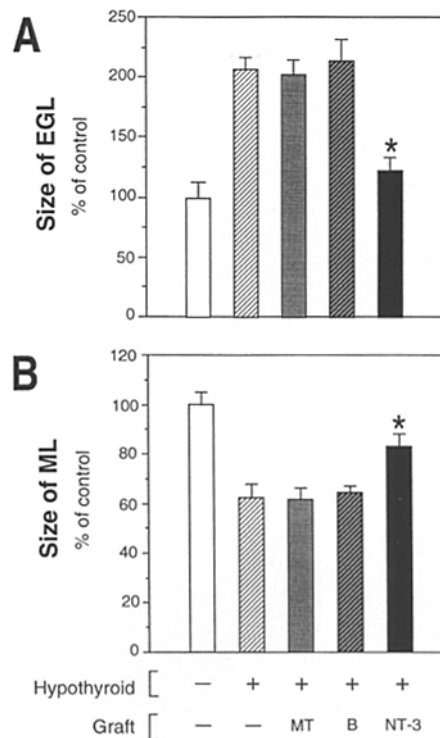 A
Size of EGL
% of control
250
200
150
100
50
0
*
B
Size of ML
% of control
120
100
80
60
40
20
0
*
Hypothyroid — + + + +
Graft — — MT B NT-3